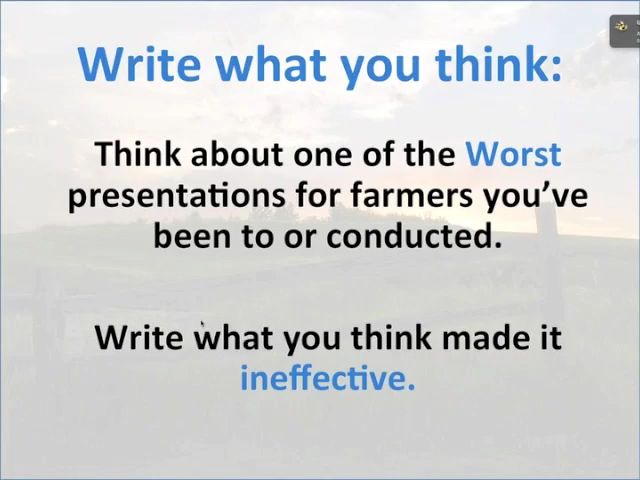 Write what you think:
Think about one of the Worst
presentations for farmers you've
been to or conducted.
Write what you think made it
ineffective.